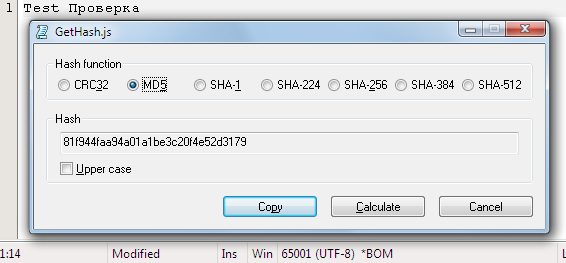 1 Test Проверка
GetHash.js
Hash function
CRC32 MD5 SHA-1 SHA-224 SHA-256 SHA-384 SHA-512
Hash
81f944faa94a01a1be3c20f4e52d3179
Upper case
Copy Calculate Cancel
1:14 Modified Ins Win 65001 (UTF-8) *BOM L